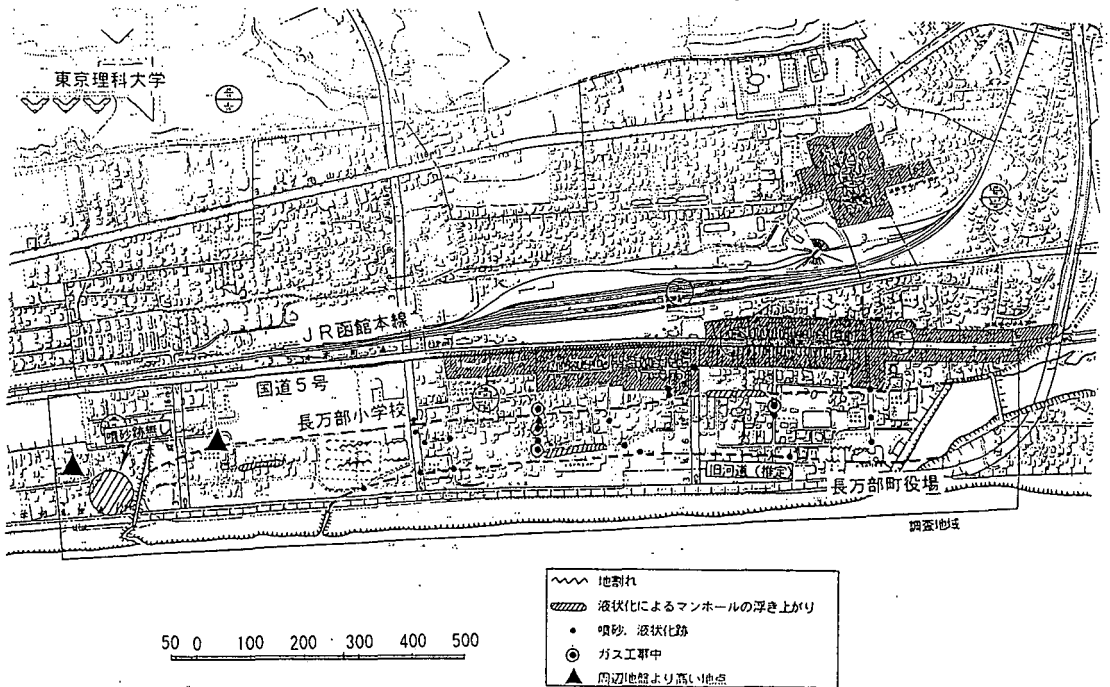 東京理科大学
JR函館本線
国道5号
長万部小学校
噴砂跡無し
旧河道(推定)
長万部町役場
調査地域
地割れ
液状化によるマンホールの浮き上がり
噴砂、液状化跡
ガス工事中
周辺地盤より高い地点
50 0 100 200 300 400 500